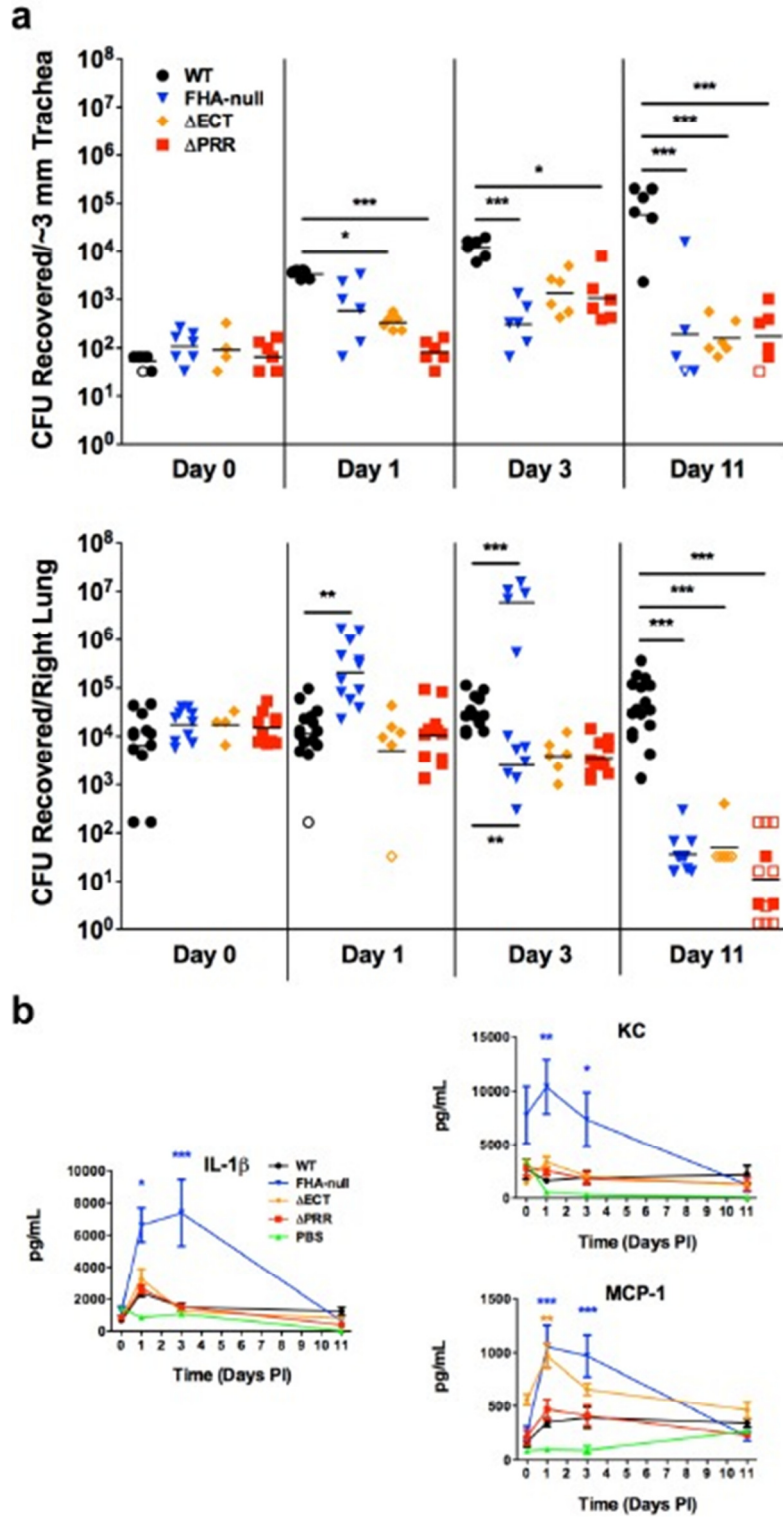 a
CFU Recovered/~3 mm Trachea
10⁸
10⁷
10⁶
10⁵
10⁴
10³
10²
10¹
10⁰
WT
FHA-null
ΔECT
ΔPRR
***
*
*
***
***
***
***
Day 0 Day 1 Day 3 Day 11
CFU Recovered/Right Lung
10⁸
10⁷
10⁶
10⁵
10⁴
10³
10²
10¹
10⁰
**
***
**
***
***
***
Day 0 Day 1 Day 3 Day 11
b
IL-1β
pg/mL
10000
8000
6000
4000
2000
0
* ***
WT
FHA-null
ΔECT
ΔPRR
PBS
0 1 2 3 4 5 6 7 8 9 10 11
Time (Days PI)
KC
pg/mL
15000
10000
5000
0
** *
0 1 2 3 4 5 6 7 8 9 10 11
Time (Days PI)
MCP-1
pg/mL
1500
1000
500
0
*** ***
**
0 1 2 3 4 5 6 7 8 9 10 11
Time (Days PI)